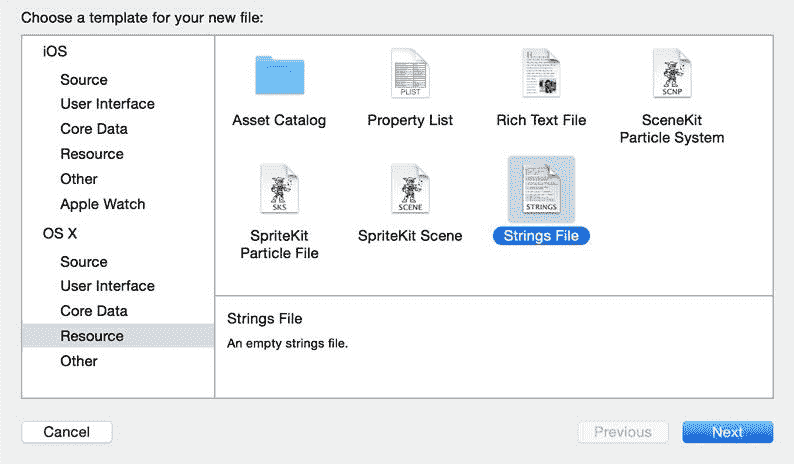 Choose a template for your new file:
iOS
Source
User Interface
Core Data
Resource
Other
Apple Watch
OS X
Source
User Interface
Core Data
Resource
Other
PLIST
SCNP
Asset Catalog
Property List
Rich Text File
SceneKit
Particle System
SKS
SCENE
STRINGS
SpriteKit
Particle File
SpriteKit Scene
Strings File
Strings File
An empty strings file.
Cancel
Previous
Next